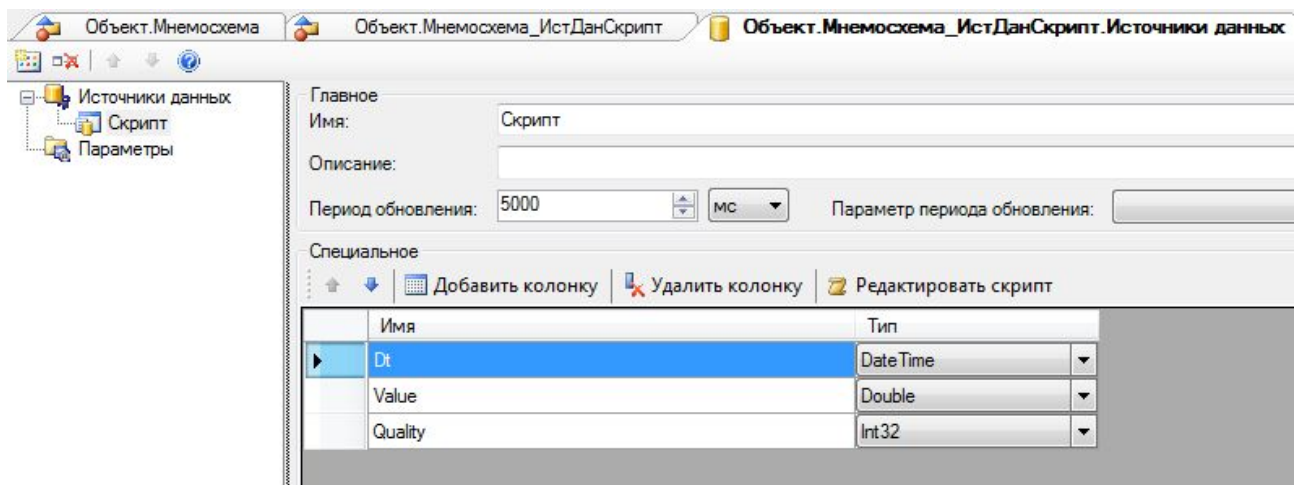 Объект.Мнемосхема Объект.Мнемосхема_ИстДанСкрипт Объект.Мнемосхема_ИстДанСкрипт.Источники данных
Источники данных
Скрипт
Параметры
Главное
Имя: Скрипт
Описание:
Период обновления: 5000 мс Параметр периода обновления:
Специальное
Добавить колонку Удалить колонку Редактировать скрипт
Имя Тип
Dt DateTime
Value Double
Quality Int32